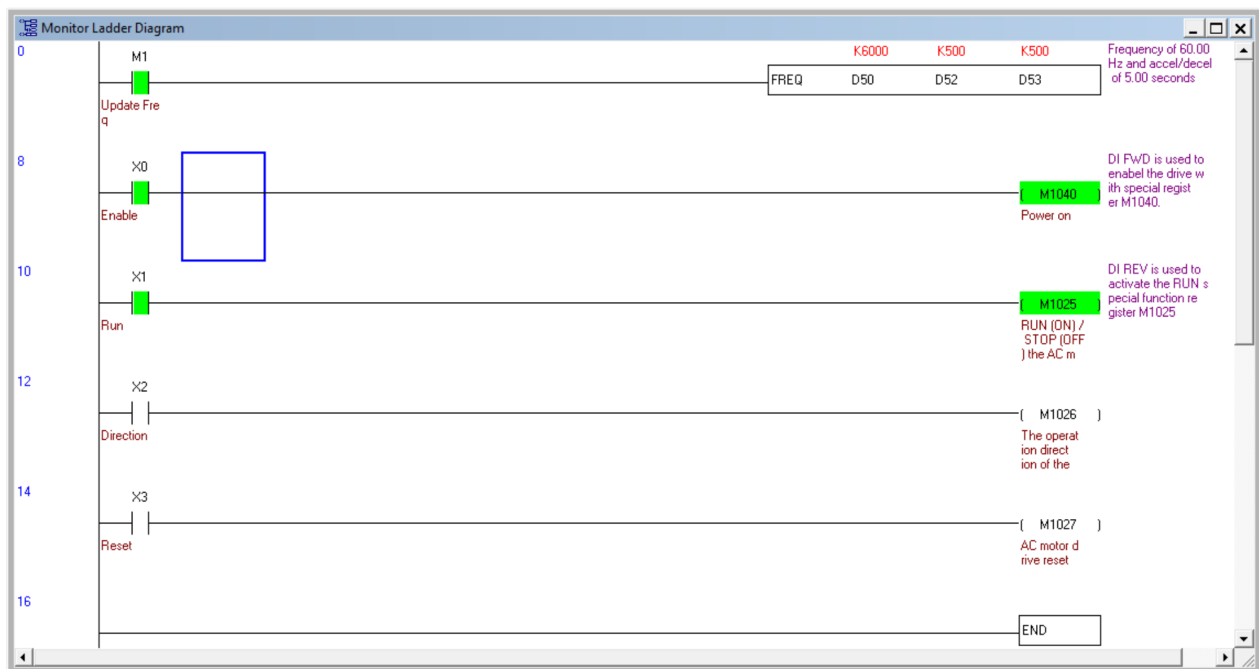 Monitor Ladder Diagram
0
M1
K6000 K500 K500
FREQ D50 D52 D53
Update Fre
q
Frequency of 60.00
Hz and accel/decel
of 5.00 seconds
8
X0
Enable
( M1040 )
Power on
DI FWD is used to
enabel the drive w
ith special regist
er M1040.
10
X1
Run
( M1025 )
RUN (ON) /
STOP (OFF
) the AC m
DI REV is used to
activate the RUN s
pecial function re
gister M1025
12
X2
Direction
( M1026 )
The operat
ion direct
ion of the
14
X3
Reset
( M1027 )
AC motor d
rive reset
16
END